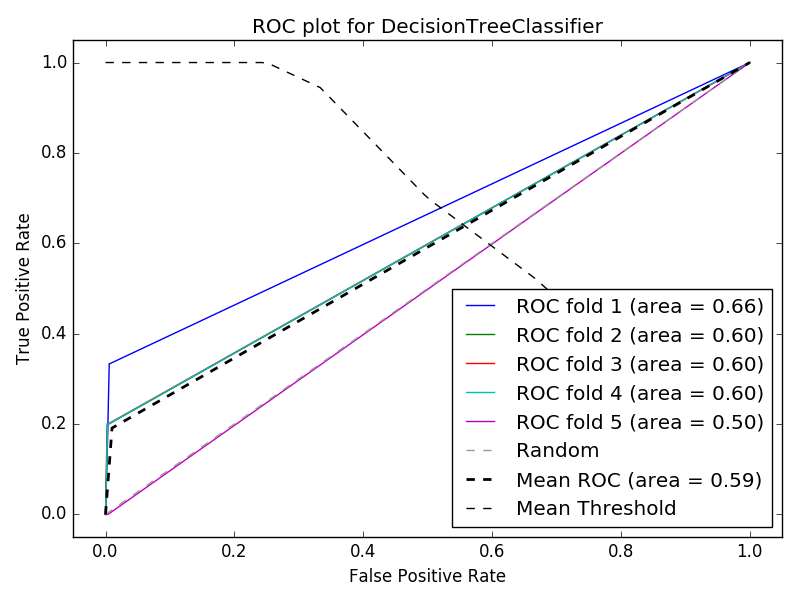 ROC plot for DecisionTreeClassifier
True Positive Rate
1.0
0.8
0.6
0.4
0.2
0.0
ROC fold 1 (area = 0.66)
ROC fold 2 (area = 0.60)
ROC fold 3 (area = 0.60)
ROC fold 4 (area = 0.60)
ROC fold 5 (area = 0.50)
Random
Mean ROC (area = 0.59)
Mean Threshold
0.0 0.2 0.4 0.6 0.8 1.0
False Positive Rate